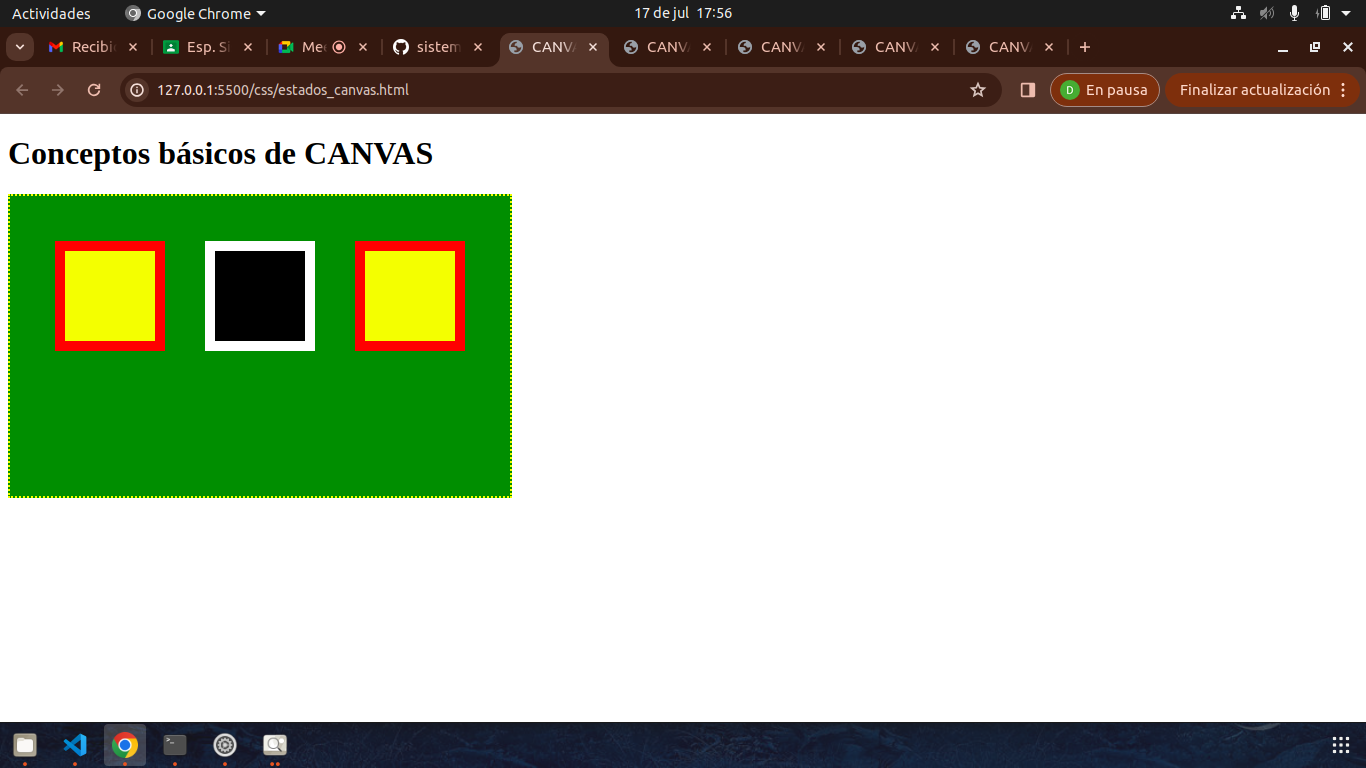 Actividades Google Chrome 17 de jul 17:56
Recibi Esp. Si Mee sistem CANVA CANVA CANVA CANVA CANVA
127.0.0.1:5500/css/estados_canvas.html D En pausa Finalizar actualización
Conceptos básicos de CANVAS